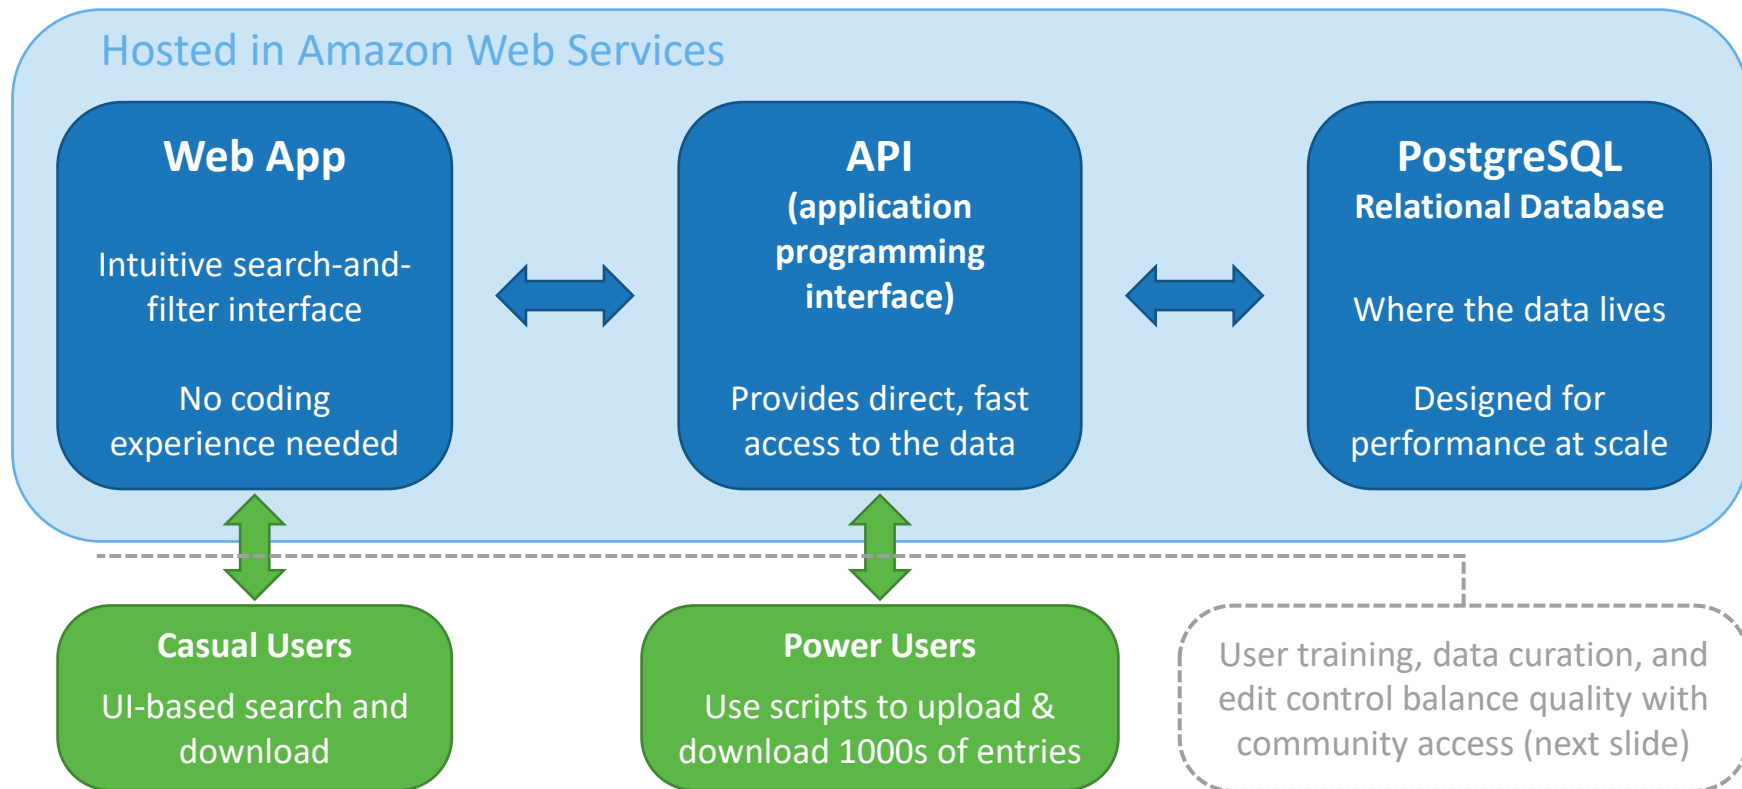 Hosted in Amazon Web Services
Web App
Intuitive search-and-
filter interface
No coding
experience needed
API
(application
programming
interface)
Provides direct, fast
access to the data
PostgreSQL
Relational Database
Where the data lives
Designed for
performance at scale
Casual Users
UI-based search and
download
Power Users
Use scripts to upload &
download 1000s of entries
User training, data curation, and
edit control balance quality with
community access (next slide)